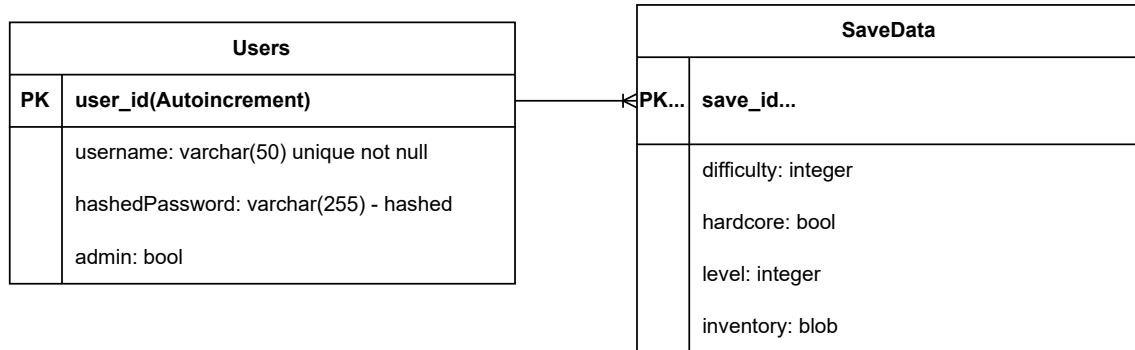 Users
PK user_id(Autoincrement)
username: varchar(50) unique not null
hashedPassword: varchar(255) - hashed
admin: bool
SaveData
PK... save_id...
difficulty: integer
hardcore: bool
level: integer
inventory: blob